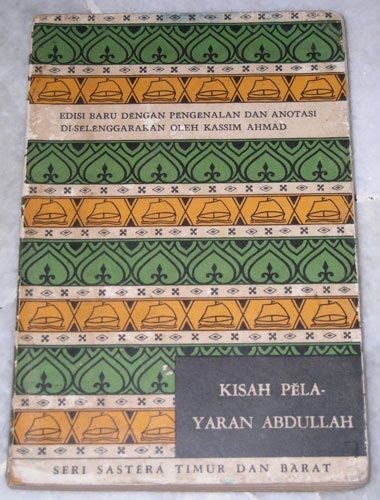 EDISI BARU DENGAN PENGENALAN DAN ANOTASI
DI-SELENGGARAKAN OLEH KASSIM AHMAD
KISAH PELA-
YARAN ABDULLAH
SERI SASTERA TIMUR DAN BARAT